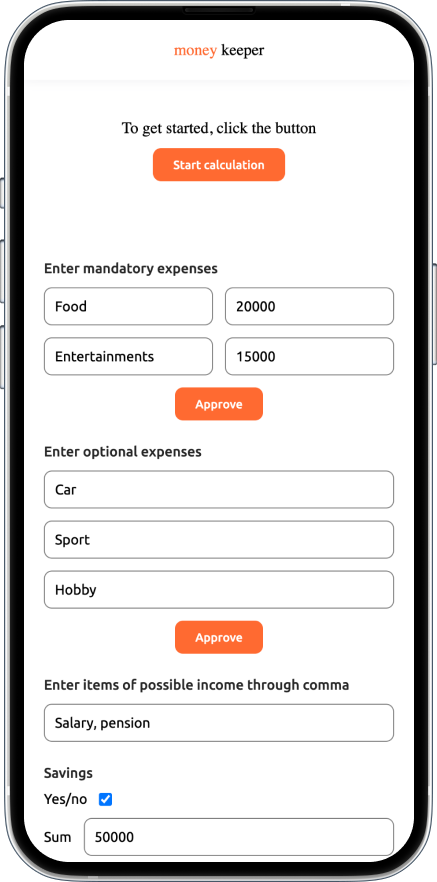 money keeper
To get started, click the button
Start calculation
Enter mandatory expenses
Food 20000
Entertainments 15000
Approve
Enter optional expenses
Car
Sport
Hobby
Approve
Enter items of possible income through comma
Salary, pension
Savings
Yes/no
Sum 50000